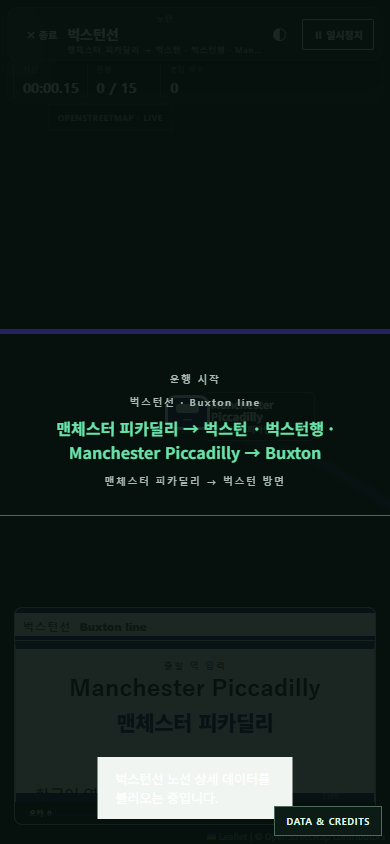 × 종료
벅스턴선
맨체스터 피카딜리 → 벅스턴 · 벅스턴행 · Man...
II 일시정지
00:00.15
0 / 15
0
OPENSTREETMAP LIVE
운행 시작
벅스턴선 · Buxton line
맨체스터 피카딜리 → 벅스턴 · 벅스턴행 ·
Manchester Piccadilly → Buxton
맨체스터 피카딜리 → 벅스턴 방면
Manchester
Piccadilly
벅스턴선 Buxton line
출발 역 입력
Manchester Piccadilly
맨체스터 피카딜리
벅스턴선 노선 상세 데이터를
불러오는 중입니다.
DATA & CREDITS